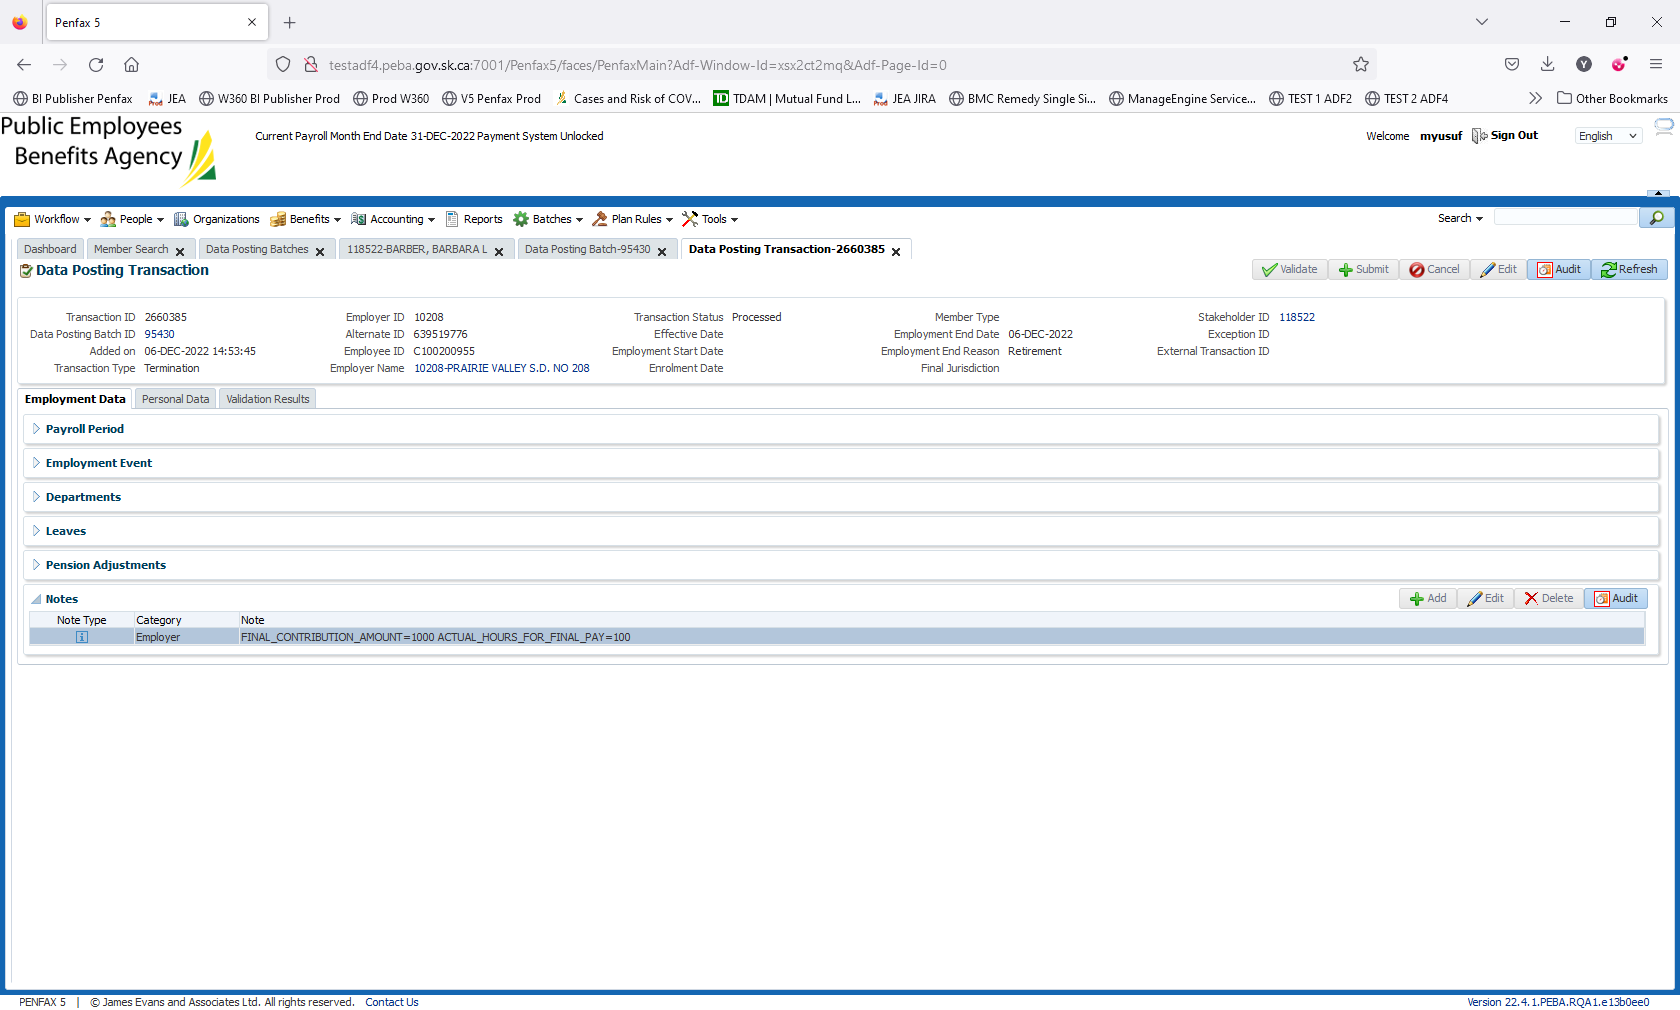 Penfax 5
testadf4.peba.gov.sk.ca:7001/Penfax5/faces/PenfaxMain?Adf-Window-Id=xsx2ct2mq&Adf-Page-Id=0
BI Publisher Penfax JEA W360 BI Publisher Prod Prod W360 V5 Penfax Prod Cases and Risk of COV... TDAM | Mutual Fund L... JEA JIRA BMC Remedy Single Si... ManageEngine Service... TEST 1 ADF2 TEST 2 ADF4 Other Bookmarks
Public Employees
Benefits Agency
Current Payroll Month End Date 31-DEC-2022 Payment System Unlocked
Welcome myusuf Sign Out English
Workflow People Organizations Benefits Accounting Reports Batches Plan Rules Tools Search
Dashboard Member Search Data Posting Batches 118522-BARBER, BARBARA L Data Posting Batch-95430 Data Posting Transaction-2660385
Data Posting Transaction Validate Submit Cancel Edit Audit Refresh
Transaction ID 2660385 Employer ID 10208 Transaction Status Processed Member Type Stakeholder ID 118522
Data Posting Batch ID 95430 Alternate ID 639519776 Effective Date Employment End Date 06-DEC-2022 Exception ID
Added on 06-DEC-2022 14:53:45 Employee ID C100200955 Employment Start Date Employment End Reason Retirement External Transaction ID
Transaction Type Termination Employer Name 10208-PRAIRIE VALLEY S.D. NO 208 Enrolment Date Final Jurisdiction
Employment Data Personal Data Validation Results
Payroll Period
Employment Event
Departments
Leaves
Pension Adjustments
Notes Add Edit Delete Audit
Note Type Category Note
Employer FINAL_CONTRIBUTION_AMOUNT=1000 ACTUAL_HOURS_FOR_FINAL_PAY=100
PENFAX 5 | © James Evans and Associates Ltd. All rights reserved. Contact Us Version 22.4.1.PEBA.RQA1.e13b0ee0